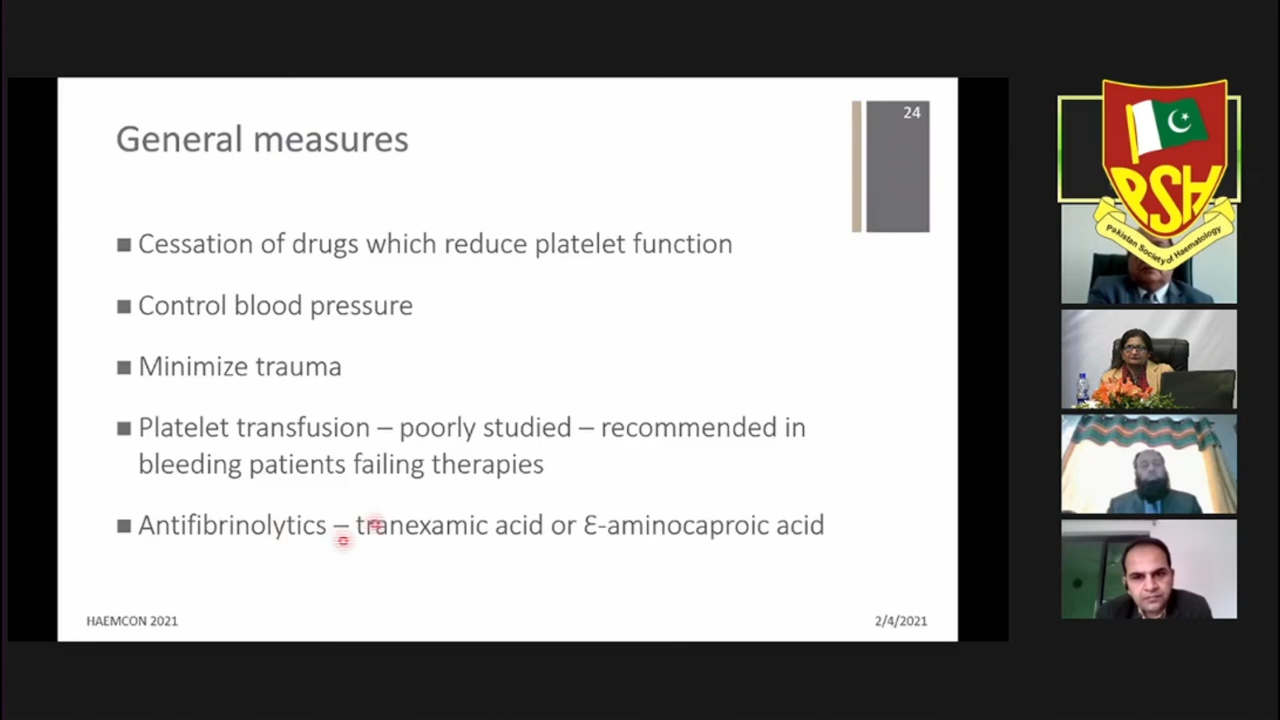 24
General measures
Cessation of drugs which reduce platelet function
Control blood pressure
Minimize trauma
Platelet transfusion – poorly studied – recommended in
bleeding patients failing therapies
Antifibrinolytics – tranexamic acid or Ɛ-aminocaproic acid
HAEMCON 2021
2/4/2021
PSH
Pakistan Society of Haematology